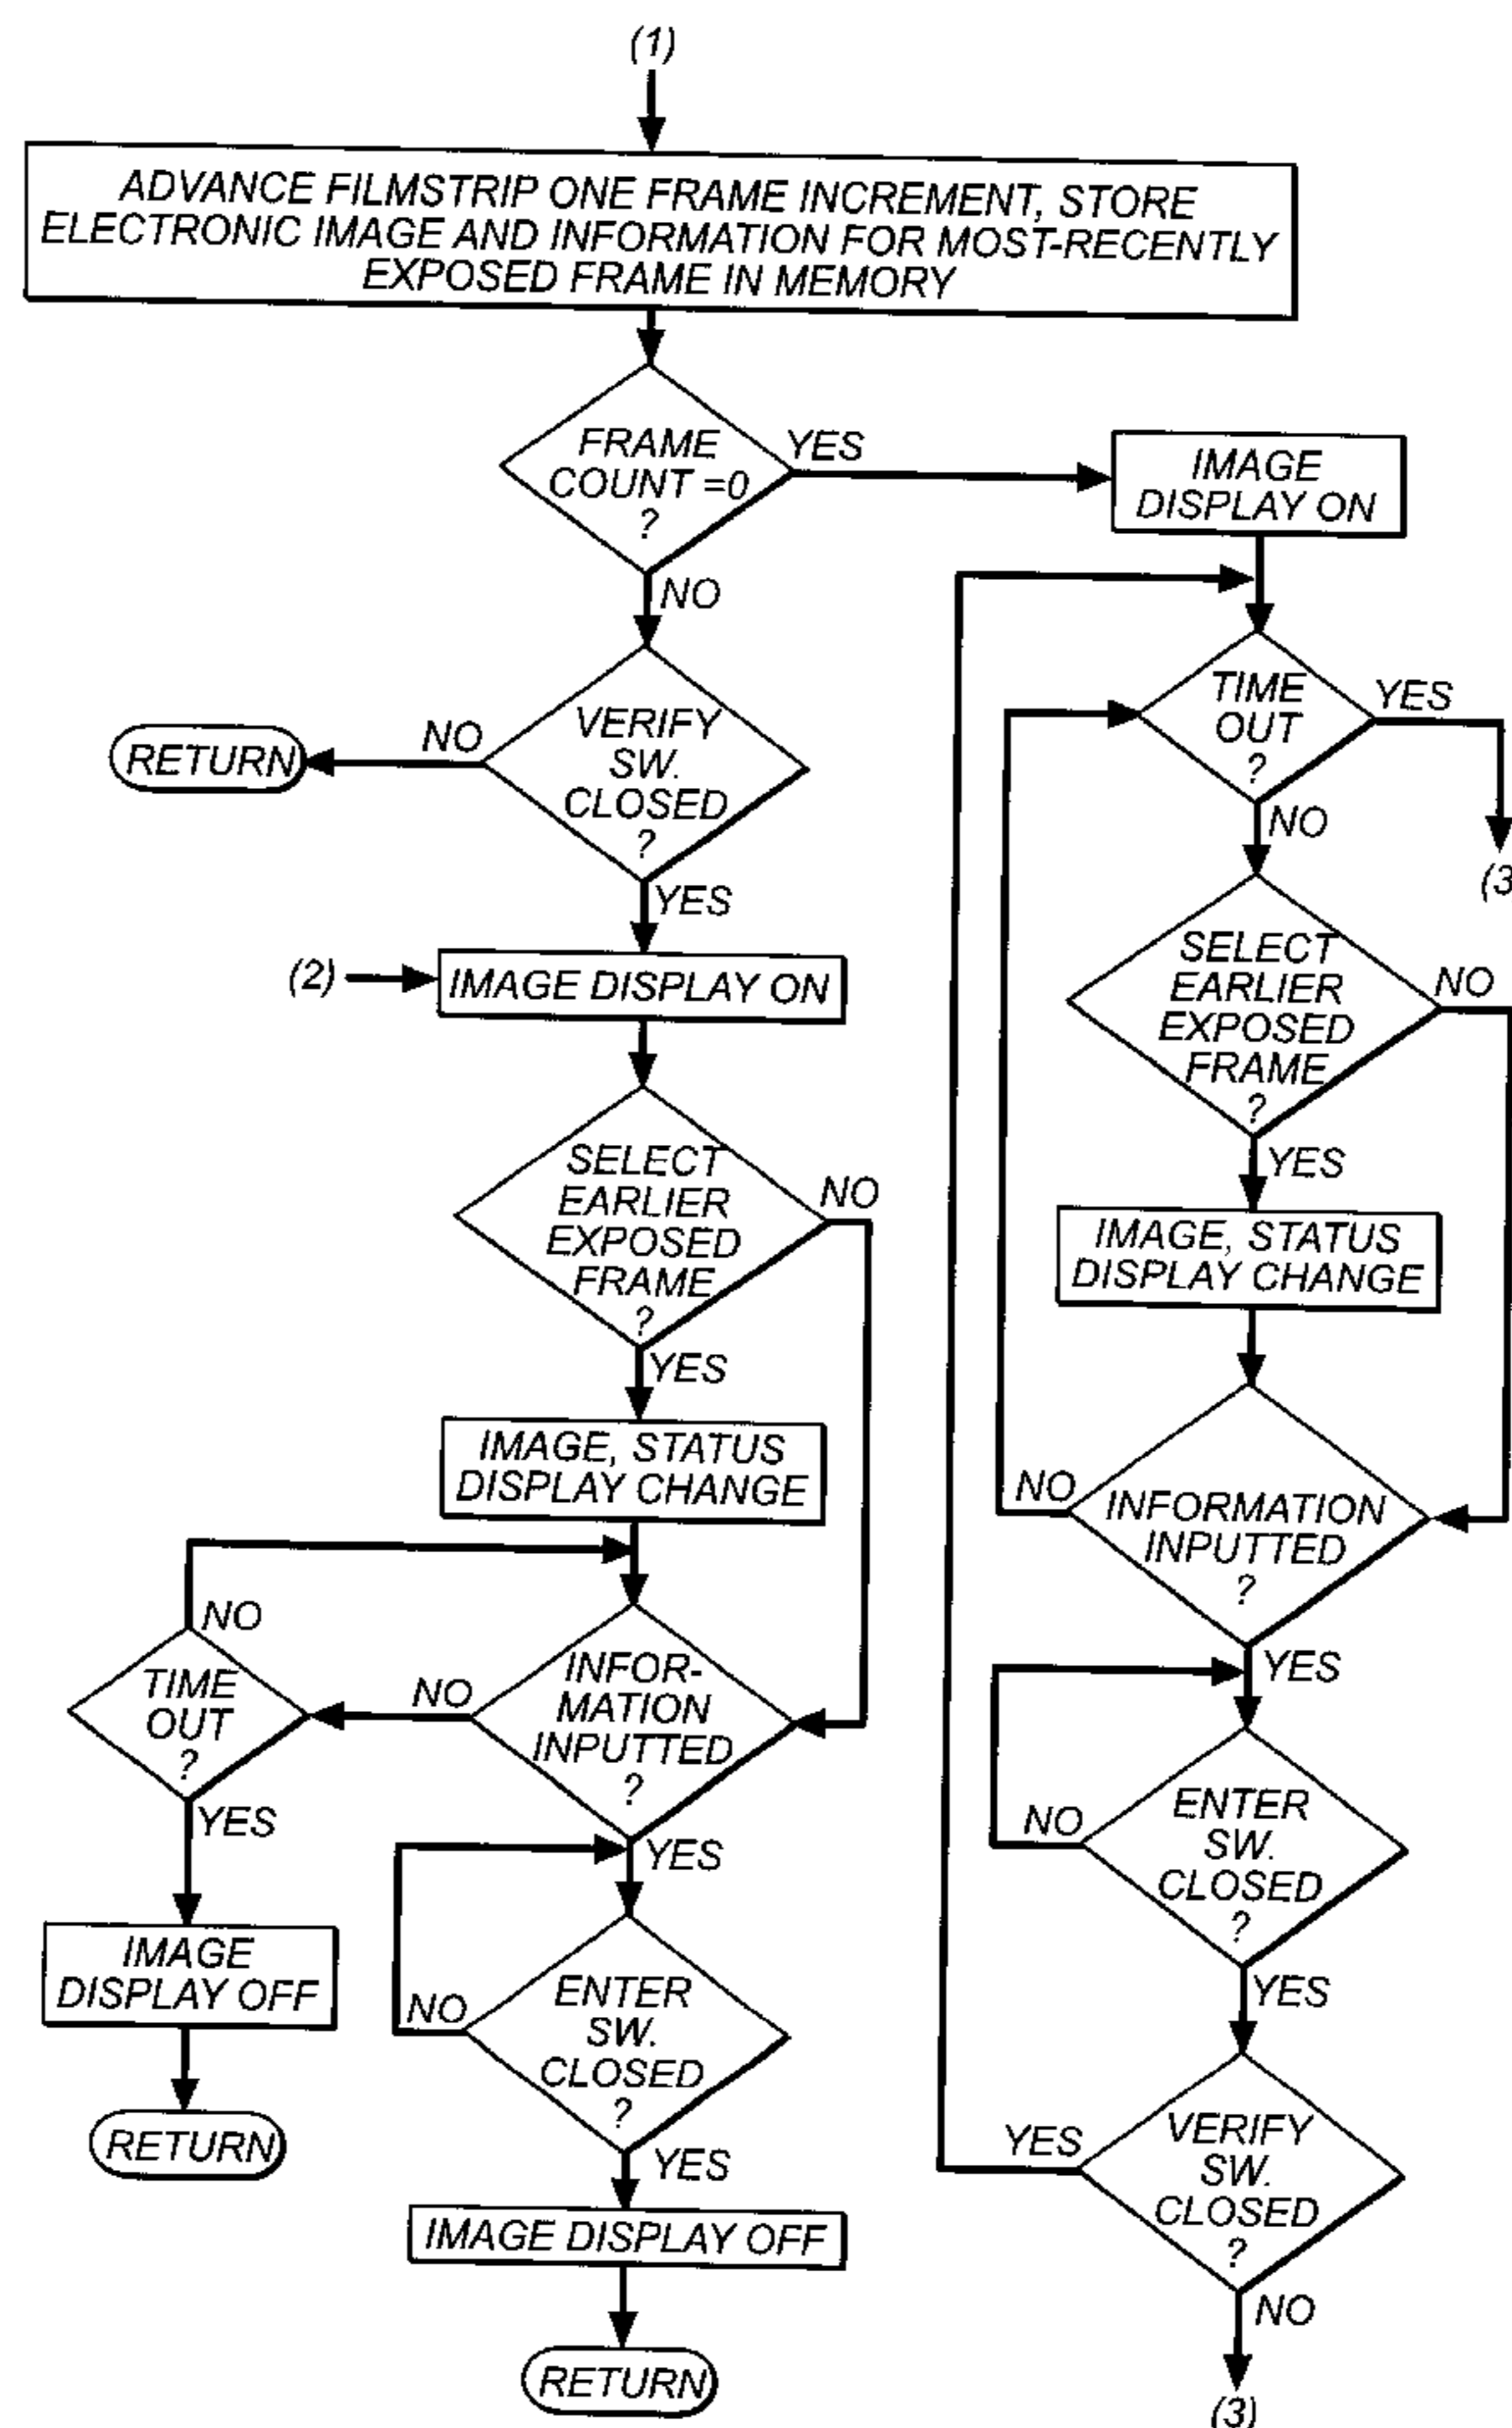 (1)
ADVANCE FILMSTRIP ONE FRAME INCREMENT, STORE
ELECTRONIC IMAGE AND INFORMATION FOR MOST-RECENTLY
EXPOSED FRAME IN MEMORY
FRAME
COUNT =0
?
YES
NO
IMAGE
DISPLAY ON
VERIFY
SW.
CLOSED
?
NO
RETURN
YES
(2)
IMAGE DISPLAY ON
SELECT
EARLIER
EXPOSED
FRAME
?
NO
YES
IMAGE, STATUS
DISPLAY CHANGE
INFOR-
MATION
INPUTTED
?
NO
TIME
OUT
?
NO
YES
IMAGE
DISPLAY OFF
RETURN
YES
ENTER
SW.
CLOSED
?
NO
YES
IMAGE DISPLAY OFF
RETURN
TIME
OUT
?
YES
(3
NO
SELECT
EARLIER
EXPOSED
FRAME
?
NO
YES
IMAGE, STATUS
DISPLAY CHANGE
INFORMATION
INPUTTED
?
NO
YES
ENTER
SW.
CLOSED
?
NO
YES
VERIFY
SW.
CLOSED
?
YES
NO
(3)